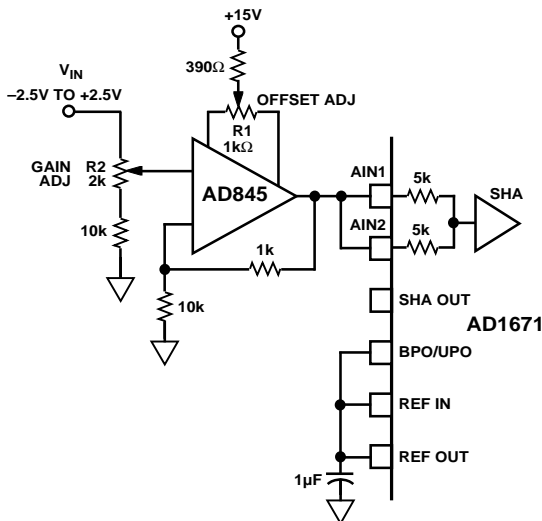 +15V
390Ω
VIN
–2.5V TO +2.5V
OFFSET ADJ
R1
1kΩ
GAIN
ADJ
R2
2k
AD845
AIN1
5k
SHA
AIN2
5k
10k
1k
10k
SHA OUT
AD1671
BPO/UPO
REF IN
REF OUT
1µF